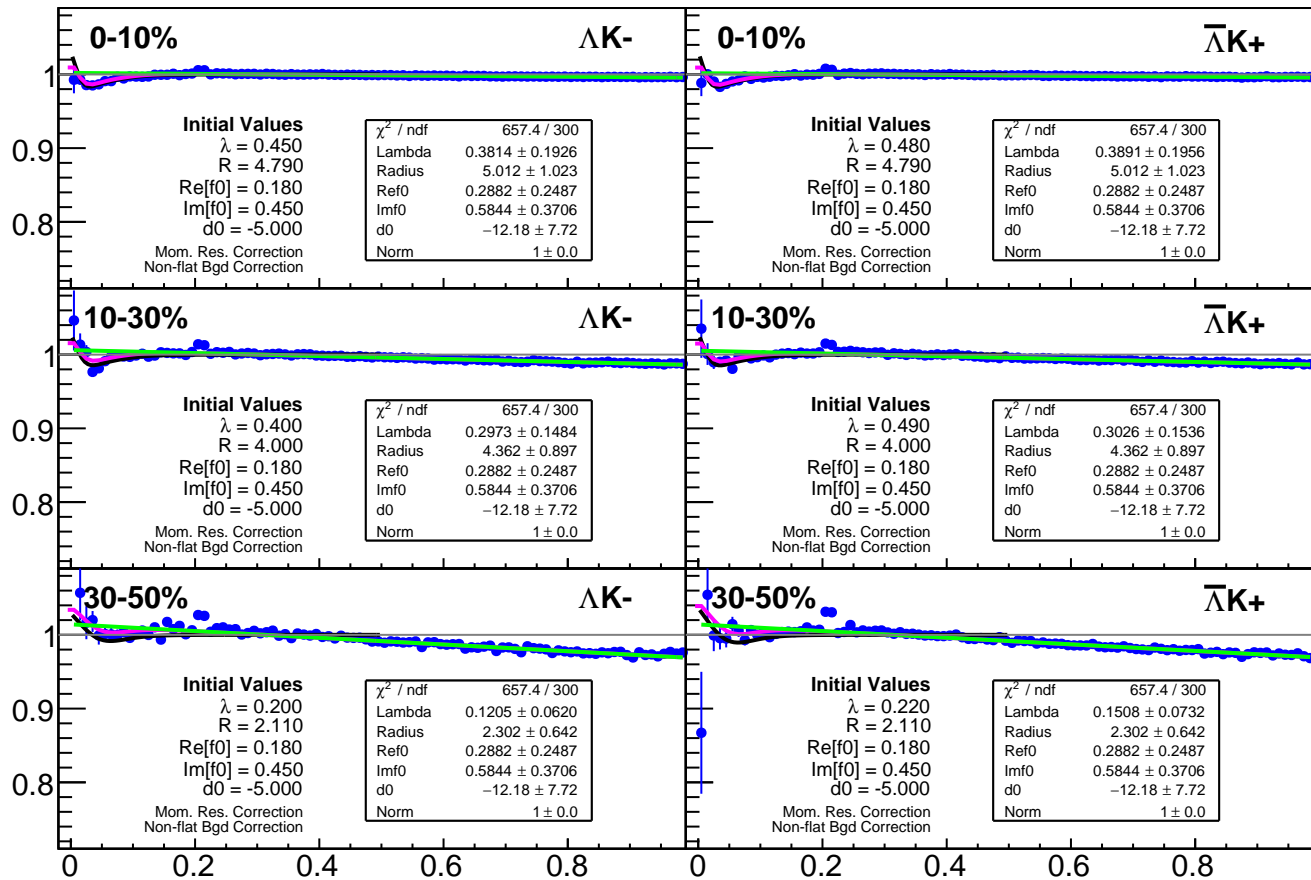 0-10% ΛK-
1
0.9
0.8
Initial Values
λ = 0.450
R = 4.790
Re[f0] = 0.180
Im[f0] = 0.450
d0 = -5.000
Mom. Res. Correction
Non-flat Bgd Correction
χ² / ndf 657.4 / 300
Lambda 0.3814 ± 0.1926
Radius 5.012 ± 1.023
Ref0 0.2882 ± 0.2487
Imf0 0.5844 ± 0.3706
d0 −12.18 ± 7.72
Norm 1 ± 0.0
0-10% Λ̅K+
Initial Values
λ = 0.480
R = 4.790
Re[f0] = 0.180
Im[f0] = 0.450
d0 = -5.000
Mom. Res. Correction
Non-flat Bgd Correction
χ² / ndf 657.4 / 300
Lambda 0.3891 ± 0.1956
Radius 5.012 ± 1.023
Ref0 0.2882 ± 0.2487
Imf0 0.5844 ± 0.3706
d0 −12.18 ± 7.72
Norm 1 ± 0.0
10-30% ΛK-
1
0.9
0.8
Initial Values
λ = 0.400
R = 4.000
Re[f0] = 0.180
Im[f0] = 0.450
d0 = -5.000
Mom. Res. Correction
Non-flat Bgd Correction
χ² / ndf 657.4 / 300
Lambda 0.2973 ± 0.1484
Radius 4.362 ± 0.897
Ref0 0.2882 ± 0.2487
Imf0 0.5844 ± 0.3706
d0 −12.18 ± 7.72
Norm 1 ± 0.0
10-30% Λ̅K+
Initial Values
λ = 0.490
R = 4.000
Re[f0] = 0.180
Im[f0] = 0.450
d0 = -5.000
Mom. Res. Correction
Non-flat Bgd Correction
χ² / ndf 657.4 / 300
Lambda 0.3026 ± 0.1536
Radius 4.362 ± 0.897
Ref0 0.2882 ± 0.2487
Imf0 0.5844 ± 0.3706
d0 −12.18 ± 7.72
Norm 1 ± 0.0
30-50% ΛK-
1
0.9
0.8
Initial Values
λ = 0.200
R = 2.110
Re[f0] = 0.180
Im[f0] = 0.450
d0 = -5.000
Mom. Res. Correction
Non-flat Bgd Correction
χ² / ndf 657.4 / 300
Lambda 0.1205 ± 0.0620
Radius 2.302 ± 0.642
Ref0 0.2882 ± 0.2487
Imf0 0.5844 ± 0.3706
d0 −12.18 ± 7.72
Norm 1 ± 0.0
30-50% Λ̅K+
Initial Values
λ = 0.220
R = 2.110
Re[f0] = 0.180
Im[f0] = 0.450
d0 = -5.000
Mom. Res. Correction
Non-flat Bgd Correction
χ² / ndf 657.4 / 300
Lambda 0.1508 ± 0.0732
Radius 2.302 ± 0.642
Ref0 0.2882 ± 0.2487
Imf0 0.5844 ± 0.3706
d0 −12.18 ± 7.72
Norm 1 ± 0.0
0 0.2 0.4 0.6 0.8 0 0.2 0.4 0.6 0.8